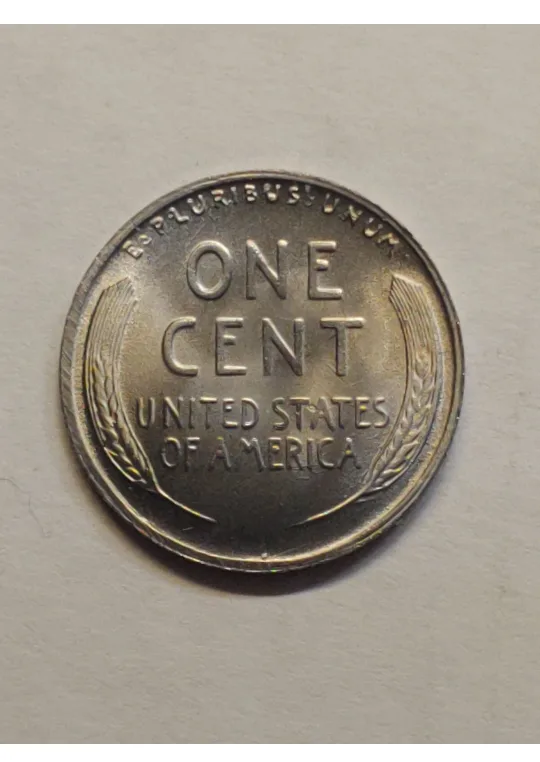 E·PLURIBUS·UNUM
ONE
CENT
UNITED STATES
OF AMERICA